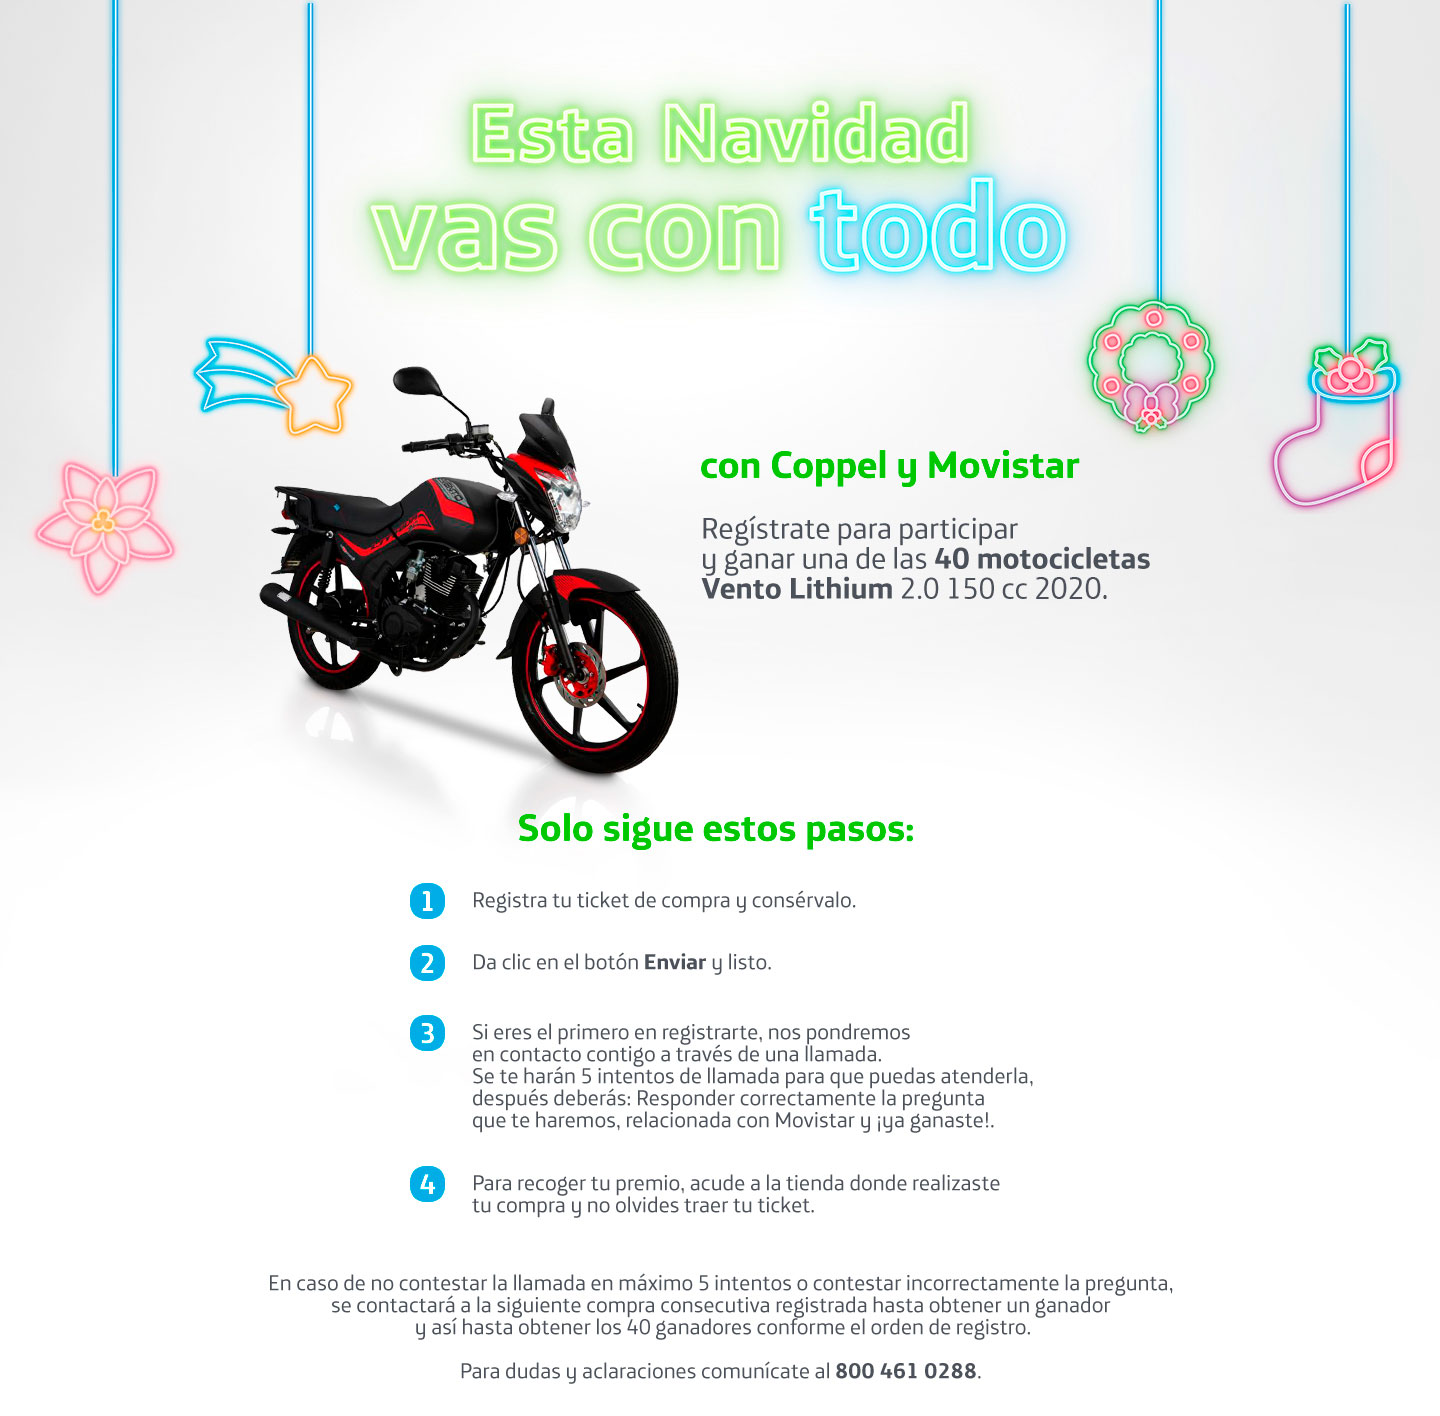 Esta Navidad
vas con todo
con Coppel y Movistar
Regístrate para participar
y ganar una de las 40 motocicletas
Vento Lithium 2.0 150 cc 2020.
Solo sigue estos pasos:
1 Registra tu ticket de compra y consérvalo.
2 Da clic en el botón Enviar y listo.
3 Si eres el primero en registrarte, nos pondremos
en contacto contigo a través de una llamada.
Se te harán 5 intentos de llamada para que puedas atenderla,
después deberás: Responder correctamente la pregunta
que te haremos, relacionada con Movistar y ¡ya ganaste!.
4 Para recoger tu premio, acude a la tienda donde realizaste
tu compra y no olvides traer tu ticket.
En caso de no contestar la llamada en máximo 5 intentos o contestar incorrectamente la pregunta,
se contactará a la siguiente compra consecutiva registrada hasta obtener un ganador
y así hasta obtener los 40 ganadores conforme el orden de registro.
Para dudas y aclaraciones comunícate al 800 461 0288.